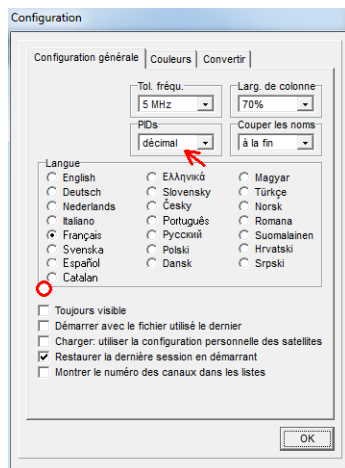 Configuration
Configuration générale Couleurs Convertir
Tol. fréqu. Larg. de colonne
5 MHz 70%
PIDs Couper les noms
décimal à la fin
Langue
English Ελληνικά Magyar
Deutsch Slovensky Türkçe
Nederlands Česky Norsk
Italiano Português Romana
Français Русский Suomalainen
Svenska Polski Hrvatski
Español Dansk Srpski
Catalan
Toujours visible
Démarrer avec le fichier utilisé le dernier
Charger: utiliser la configuration personelle des satellites
Restaurer la dernière session en démarrant
Montrer le numéro des canaux dans les listes
OK